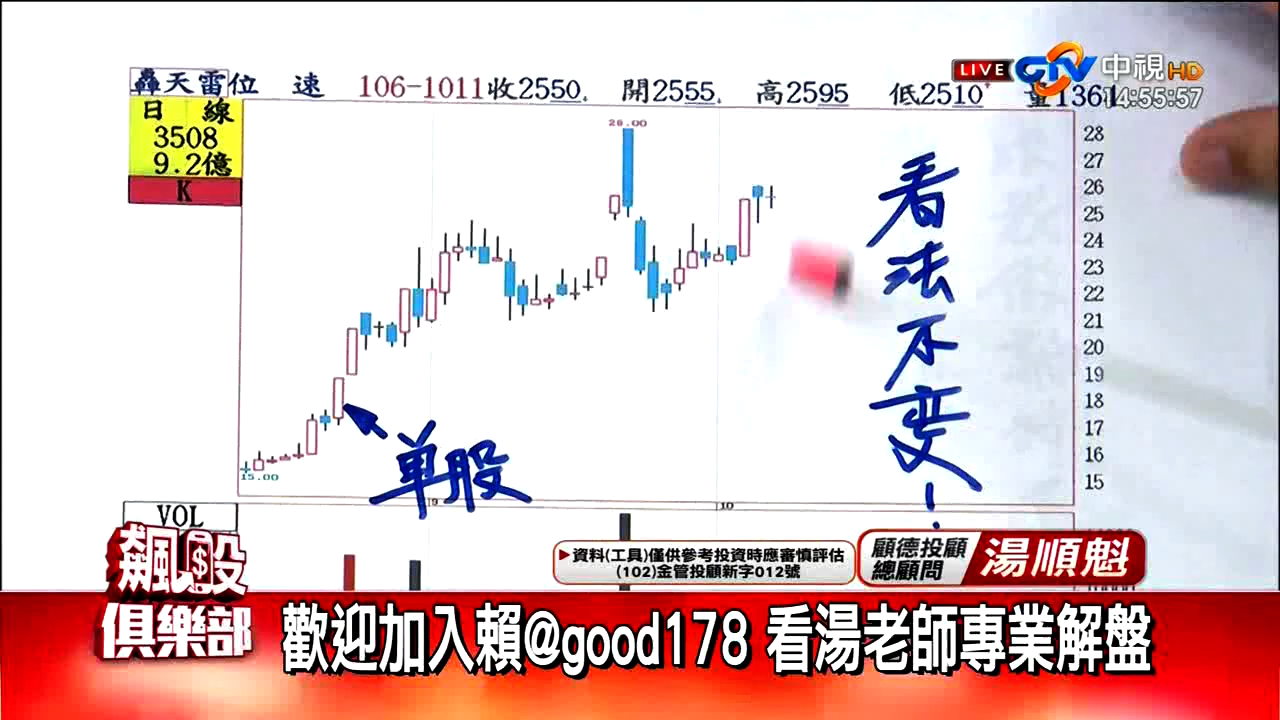 LIVE CTV 中視HD
14:55:57
轟天雷位 速 106-1011收2550. 開2555. 高2595 低2510 量1361
日 線
3508
9.2億
K
28
27
26
25
24
23
22
21
20
19
18
17
16
15
28.00
15.00
看法不变!
单股
9
10
VOL
飆股
俱樂部
▶資料(工具)僅供參考投資時應審慎評估
(102)金管投顧新字012號
顧德投顧
總顧問
湯順魁
歡迎加入賴@good178 看湯老師專業解盤